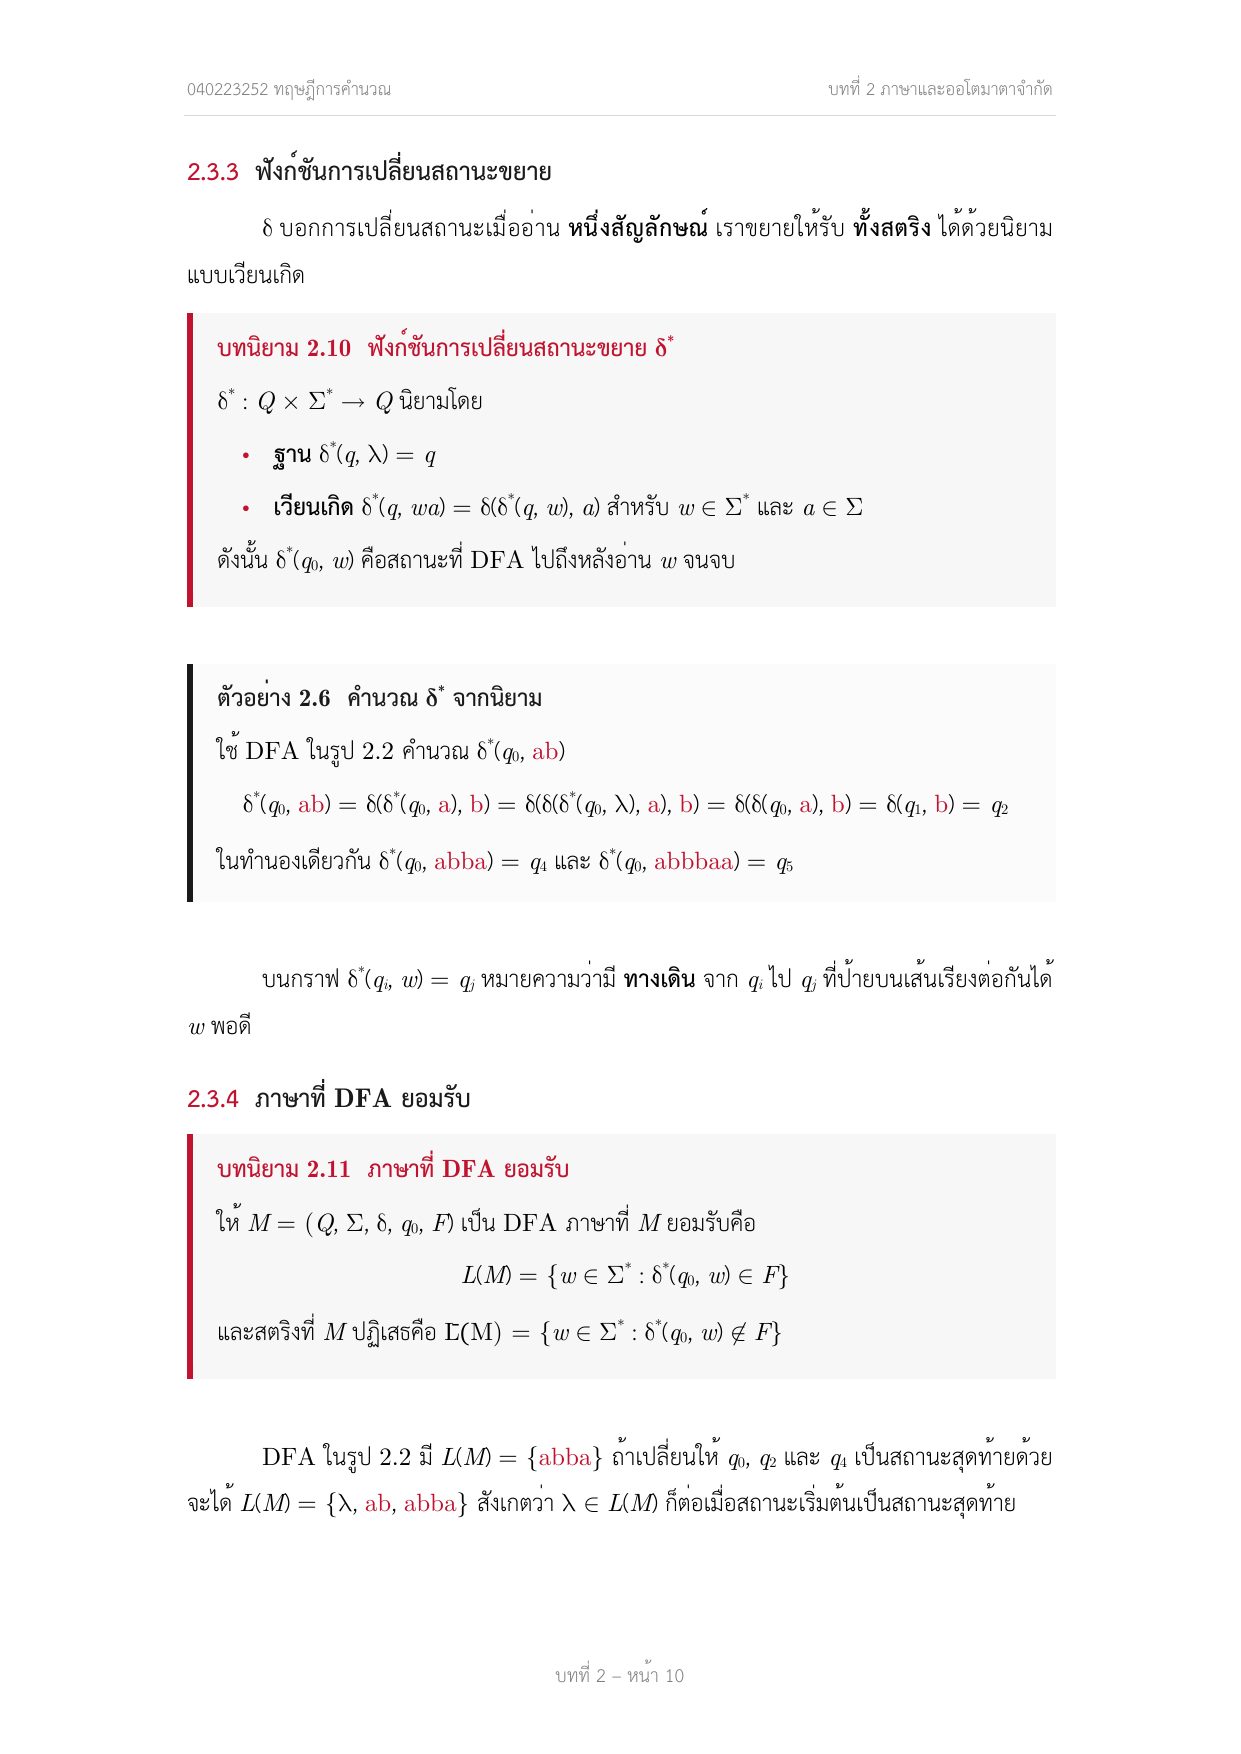 040223252 ทฤษฎีการคำนวณ
บทที่ 2 ภาษาและออโตมาตาจำกัด
2.3.3 ฟังก์ชันการเปลี่ยนสถานะขยาย
δ บอกการเปลี่ยนสถานะเมื่ออ่าน หนึ่งสัญลักษณ์ เราขยายให้รับ ทั้งสตริง ได้ด้วยนิยาม
แบบเวียนเกิด
บทนิยาม 2.10 ฟังก์ชันการเปลี่ยนสถานะขยาย δ*
δ* : Q × Σ* → Q นิยามโดย
• ฐาน δ*(q, λ) = q
• เวียนเกิด δ*(q, wa) = δ(δ*(q, w), a) สำหรับ w ∈ Σ* และ a ∈ Σ
ดังนั้น δ*(q₀, w) คือสถานะที่ DFA ไปถึงหลังอ่าน w จนจบ
ตัวอย่าง 2.6 คำนวณ δ* จากนิยาม
ใช้ DFA ในรูป 2.2 คำนวณ δ*(q₀, ab)
δ*(q₀, ab) = δ(δ*(q₀, a), b) = δ(δ(δ*(q₀, λ), a), b) = δ(δ(q₀, a), b) = δ(q₁, b) = q₂
ในทำนองเดียวกัน δ*(q₀, abba) = q₄ และ δ*(q₀, abbbaa) = q₅
บนกราฟ δ*(qᵢ, w) = qⱼ หมายความว่ามี ทางเดิน จาก qᵢ ไป qⱼ ที่ป้ายบนเส้นเรียงต่อกันได้
w พอดี
2.3.4 ภาษาที่ DFA ยอมรับ
บทนิยาม 2.11 ภาษาที่ DFA ยอมรับ
ให้ M = (Q, Σ, δ, q₀, F) เป็น DFA ภาษาที่ M ยอมรับคือ
L(M) = {w ∈ Σ* : δ*(q₀, w) ∈ F}
และสตริงที่ M ปฏิเสธคือ L̄(M) = {w ∈ Σ* : δ*(q₀, w) ∉ F}
DFA ในรูป 2.2 มี L(M) = {abba} ถ้าเปลี่ยนให้ q₀, q₂ และ q₄ เป็นสถานะสุดท้ายด้วย
จะได้ L(M) = {λ, ab, abba} สังเกตว่า λ ∈ L(M) ก็ต่อเมื่อสถานะเริ่มต้นเป็นสถานะสุดท้าย
บทที่ 2 – หน้า 10